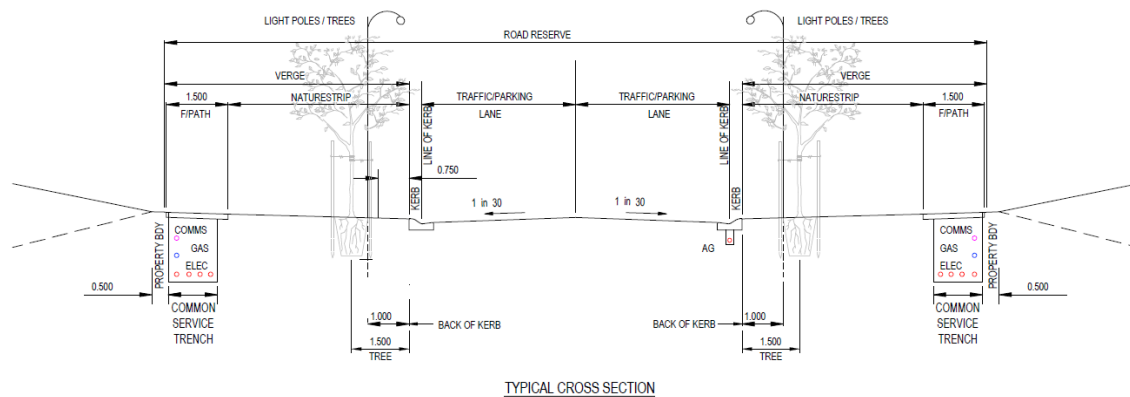 LIGHT POLES / TREES
LIGHT POLES / TREES
ROAD RESERVE
VERGE
VERGE
1.500
NATURESTRIP
TRAFFIC/PARKING
TRAFFIC/PARKING
NATURESTRIP
1.500
F/PATH
LANE
LANE
F/PATH
LINE OF KERB
LINE OF KERB
0.750
KERB
KERB
1 in 30
1 in 30
COMMS
GAS
ELEC
PROPERTY BDY
AG
COMMS
GAS
ELEC
PROPERTY BDY
0.500
0.500
COMMON
SERVICE
TRENCH
COMMON
SERVICE
TRENCH
1.000
BACK OF KERB
BACK OF KERB
1.000
1.500
TREE
1.500
TREE
TYPICAL CROSS SECTION